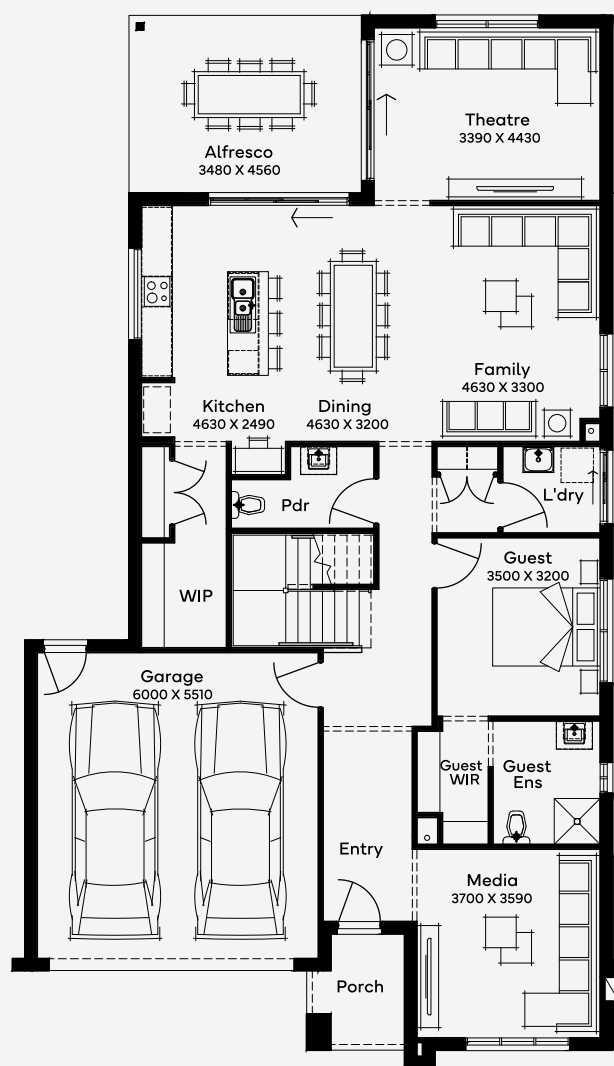 Theatre
3390 X 4430
Alfresco
3480 X 4560
Family
4630 X 3300
Kitchen
4630 X 2490
Dining
4630 X 3200
Pdr
L'dry
WIP
Guest
3500 X 3200
Garage
6000 X 5510
Guest
WIR
Guest
Ens
Entry
Media
3700 X 3590
Porch